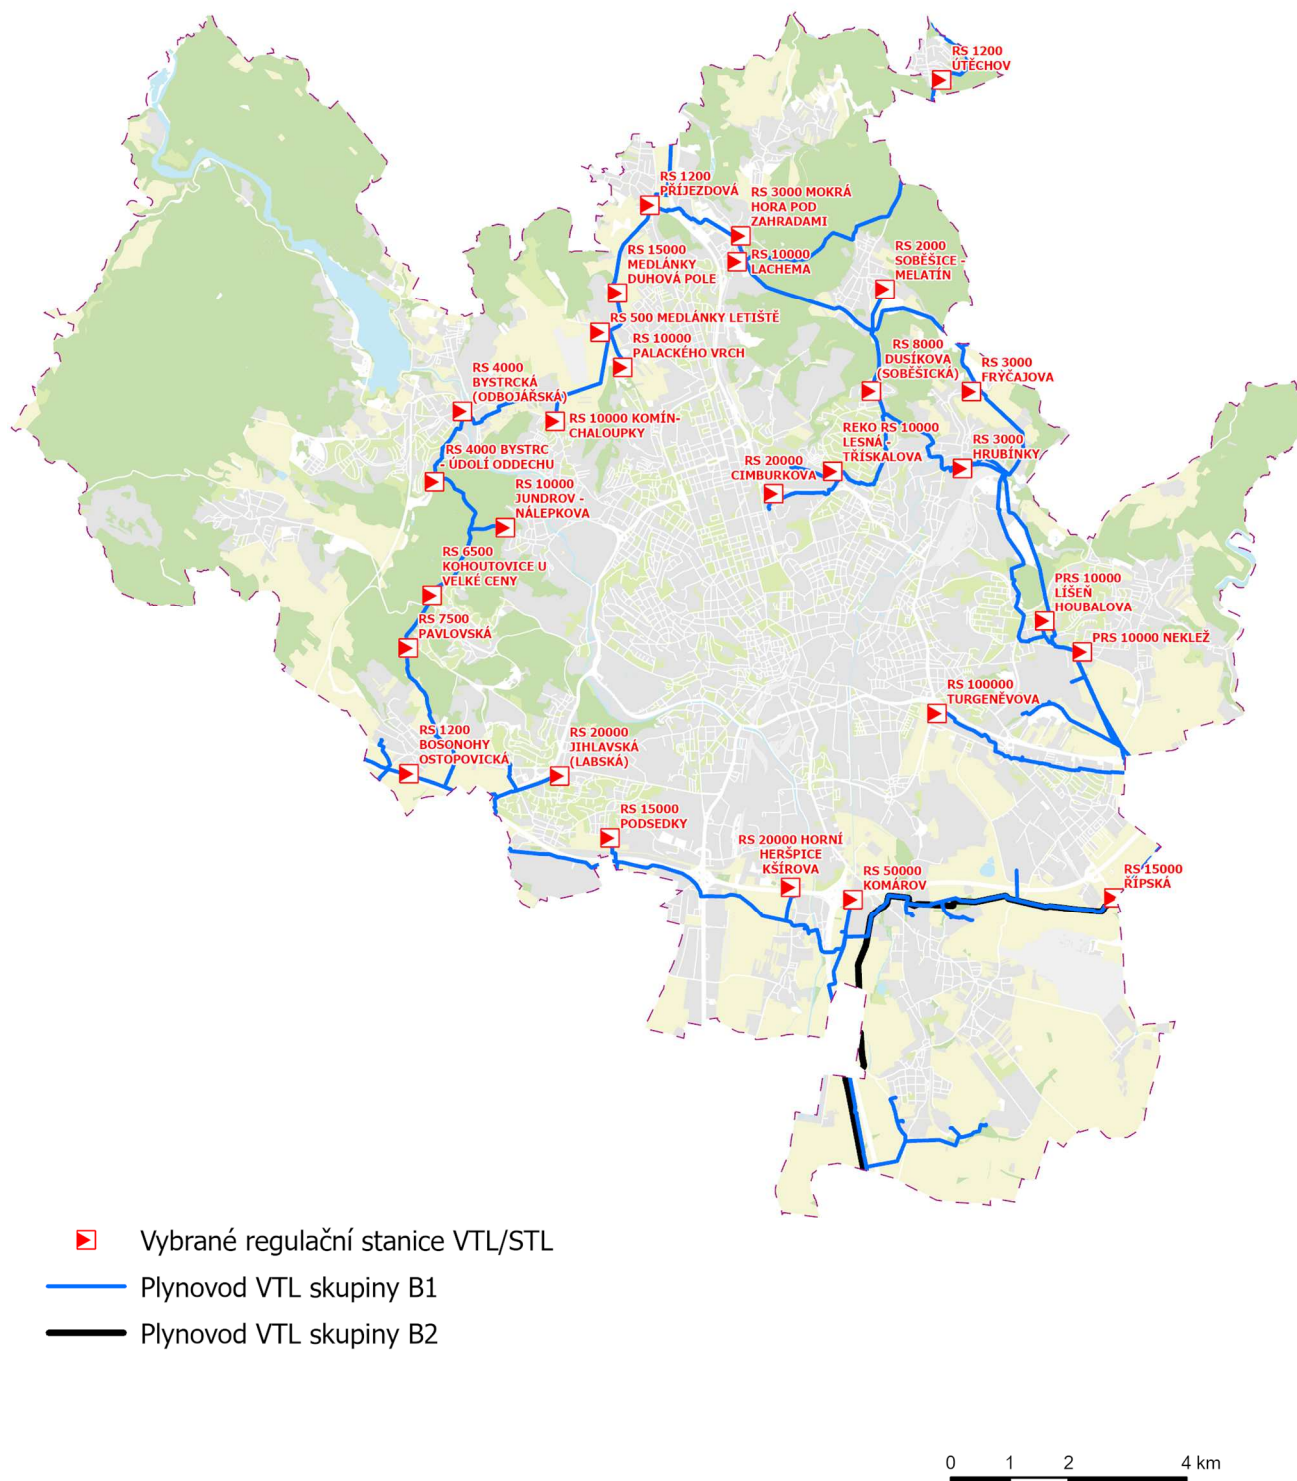 RS 1200
ÚTĚCHOV
RS 1200
PŘÍJEZDOVÁ
RS 3000 MOKRÁ
HORA POD
ZAHRADAMI
RS 15000
MEDLÁNKY
DUHOVÁ POLE
RS 10000
LACHEMA
RS 2000
SOBĚŠICE -
MELATÍN
RS 500 MEDLÁNKY LETIŠTĚ
RS 10000
PALACKÉHO VRCH
RS 8000
DUSÍKOVA
(SOBĚŠICKÁ)
RS 3000
FRÝČAJOVA
RS 4000
BYSTRCKÁ
(ODBOJÁŘSKÁ)
RS 10000 KOMÍN-
CHALOUPKY
REKO RS 10000
LESNÁ -
TŘÍSKALOVA
RS 3000
HRUBÍNKY
RS 4000 BYSTRC
- ÚDOLÍ ODDECHU
RS 20000
CIMBURKOVA
RS 10000
JUNDROV -
NÁLEPKOVA
RS 6500
KOHOUTOVICE U
VELKÉ CENY
PRS 10000
LÍŠEŇ
HOUBALOVA
RS 7500
PAVLOVSKÁ
PRS 10000 NEKLEŽ
RS 100000
TURGENĚVOVA
RS 1200
BOSONOHY
OSTOPOVICKÁ
RS 20000
JIHLAVSKÁ
(LABSKÁ)
RS 15000
PODSEDKY
RS 20000 HORNÍ
HERŠPICE
KŠÍROVA
RS 50000
KOMÁROV
RS 15000
ŘÍPSKÁ
Vybrané regulační stanice VTL/STL
Plynovod VTL skupiny B1
Plynovod VTL skupiny B2
0 1 2 4 km